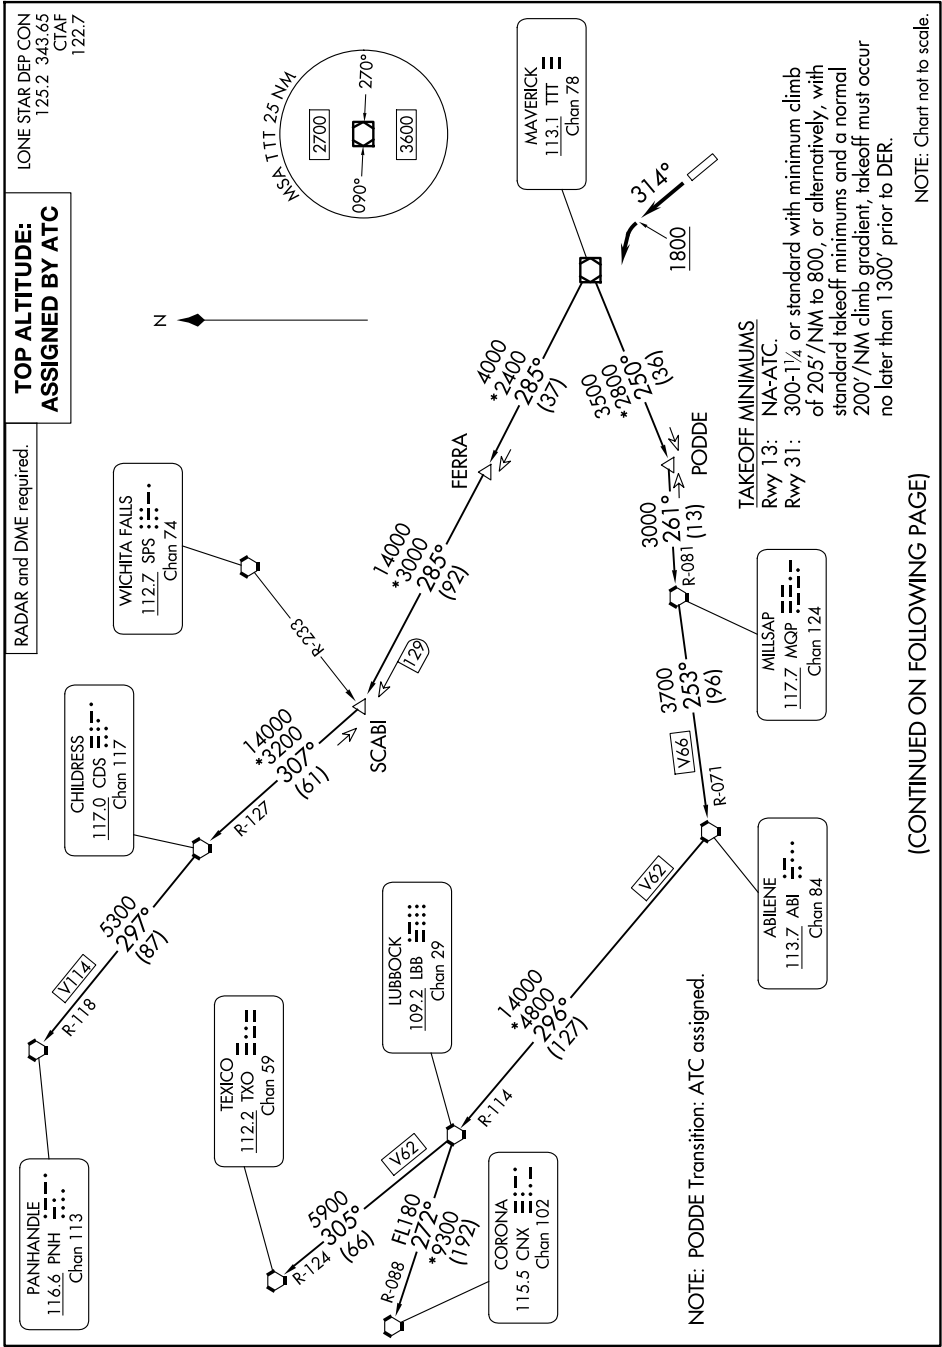 RADAR and DME required.
TOP ALTITUDE:
ASSIGNED BY ATC
LONE STAR DEP CON
125.2 343.65
CTAF
122.7
PANHANDLE
116.6 PNH
Chan 113
R-118
V114
5300
297°
(87)
CHILDRESS
117.0 CDS
Chan 117
R-127
14000
*3200
307°
(61)
WICHITA FALLS
112.7 SPS
Chan 74
R-233
SCABI
129
14000
*3000
285°
(92)
FERRA
4000
*2400
285°
(37)
N
MSA TTT 25 NM
2700
090°
270°
3600
MAVERICK
113.1 TTT
Chan 78
314°
1800
TEXICO
112.2 TXO
Chan 59
R-124
5900
305°
(66)
V62
LUBBOCK
109.2 LBB
Chan 29
CORONA
115.5 CNX
Chan 102
R-088
FL180
272°
*9300
(192)
R-114
14000
*4800
296°
(127)
V62
ABILENE
113.7 ABI
Chan 84
R-071
V66
3700
253°
(96)
MILLSAP
117.7 MQP
Chan 124
R-081
3000
261°
(13)
PODDE
3500
*2800
250°
(36)
TAKEOFF MINIMUMS
Rwy 13: NA-ATC.
Rwy 31: 300-1¼ or standard with minimum climb
of 205'/NM to 800, or alternatively, with
standard takeoff minimums and a normal
200'/NM climb gradient, takeoff must occur
no later than 1300' prior to DER.
NOTE: PODDE Transition: ATC assigned.
(CONTINUED ON FOLLOWING PAGE)
NOTE: Chart not to scale.